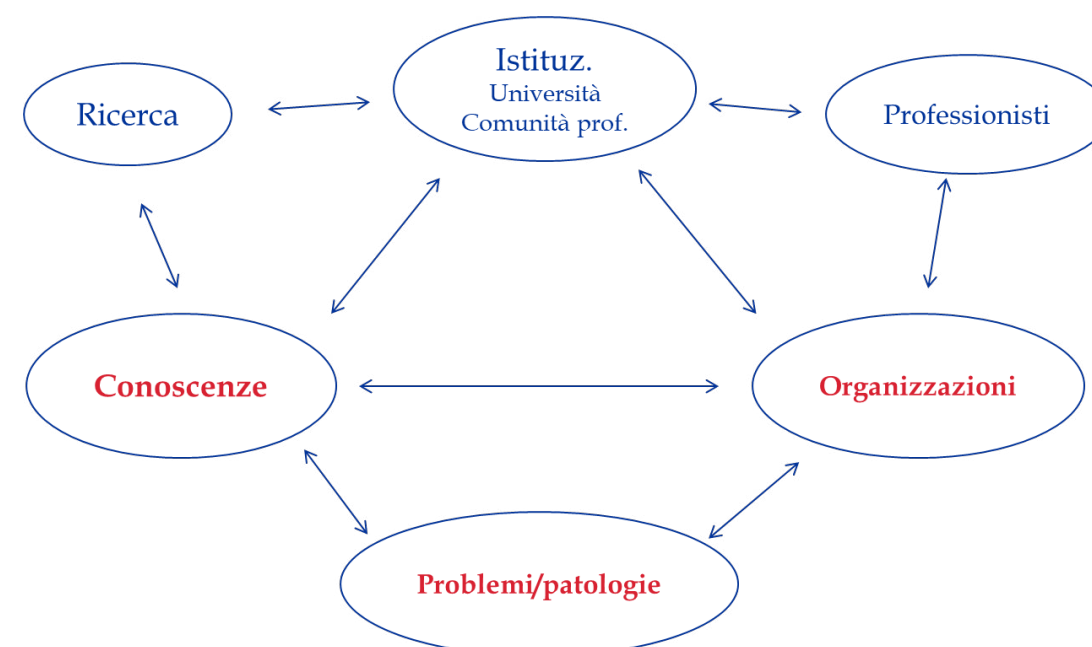 Ricerca
Istituz.
Università
Comunità prof.
Professionisti
Conoscenze
Organizzazioni
Problemi/patologie